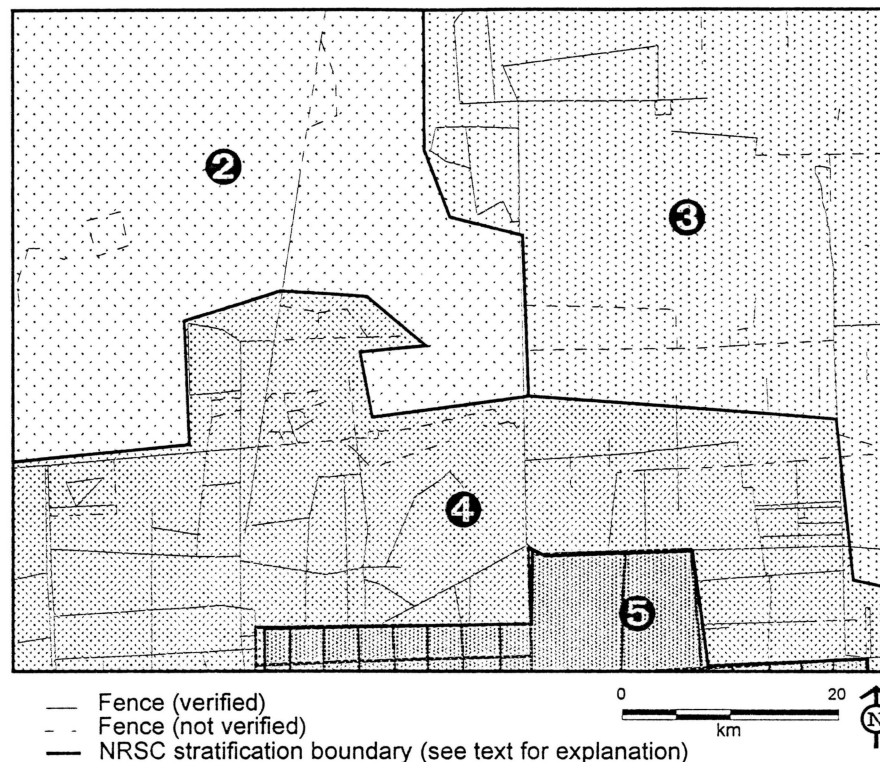 2
3
4
5
Fence (verified)
Fence (not verified)
NRSC stratification boundary (see text for explanation)
0 20
km
N